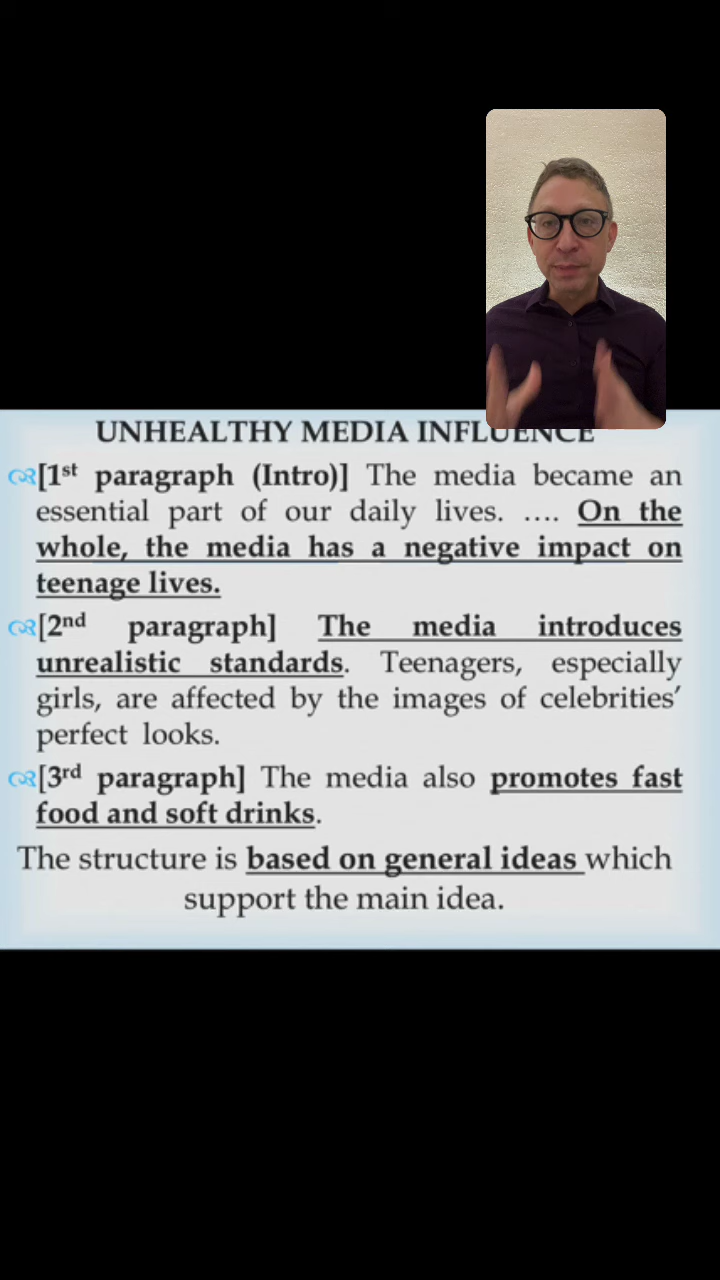 UNHEALTHY MEDIA INFLUENCE
[1st paragraph (Intro)] The media became an
essential part of our daily lives. .... On the
whole, the media has a negative impact on
teenage lives.
[2nd paragraph] The media introduces
unrealistic standards. Teenagers, especially
girls, are affected by the images of celebrities'
perfect looks.
[3rd paragraph] The media also promotes fast
food and soft drinks.
The structure is based on general ideas which
support the main idea.